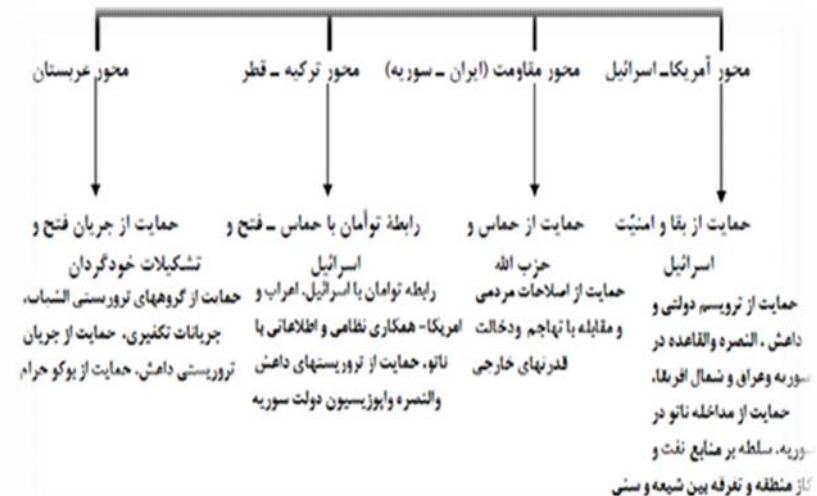 محور آمریکا_ اسرائیل
محور مقاومت (ایران _ سوریه)
محور ترکیه _ قطر
محور عربستان
حمایت از بقا و امنیّت
اسرائیل
حمایت از ترویسم دولتی و
داعش ، النصره والقاعده در
سوریه وعراق و شمال افریقا،
حمایت از مداخله ناتو در
سوریه، سلطه بر منابع نفت و
گاز منطقه و تفرقه بین شیعه و سنی
حمایت از حماس و
حزب الله
حمایت از اصلاحات مردمی
و مقابله با تهاجم ودخالت
قدرتهای خارجی
رابطهٔ توأمان با حماس _ فتح و
اسرائیل
رابطه توامان با اسرائیل، اعراب و
امریکا- همکاری نظامی و اطلاعاتی با
ناتو، حمایت از تروریستهای داعش
والنصره واپوزیسیون دولت سوریه
حمایت از جریان فتح و
تشکیلات خودگردان
حمایت از گروههای تروریستی الشباب،
جریانات تکفیری، حمایت از جریان
تروریستی داعش، حمایت از بوکو حرام